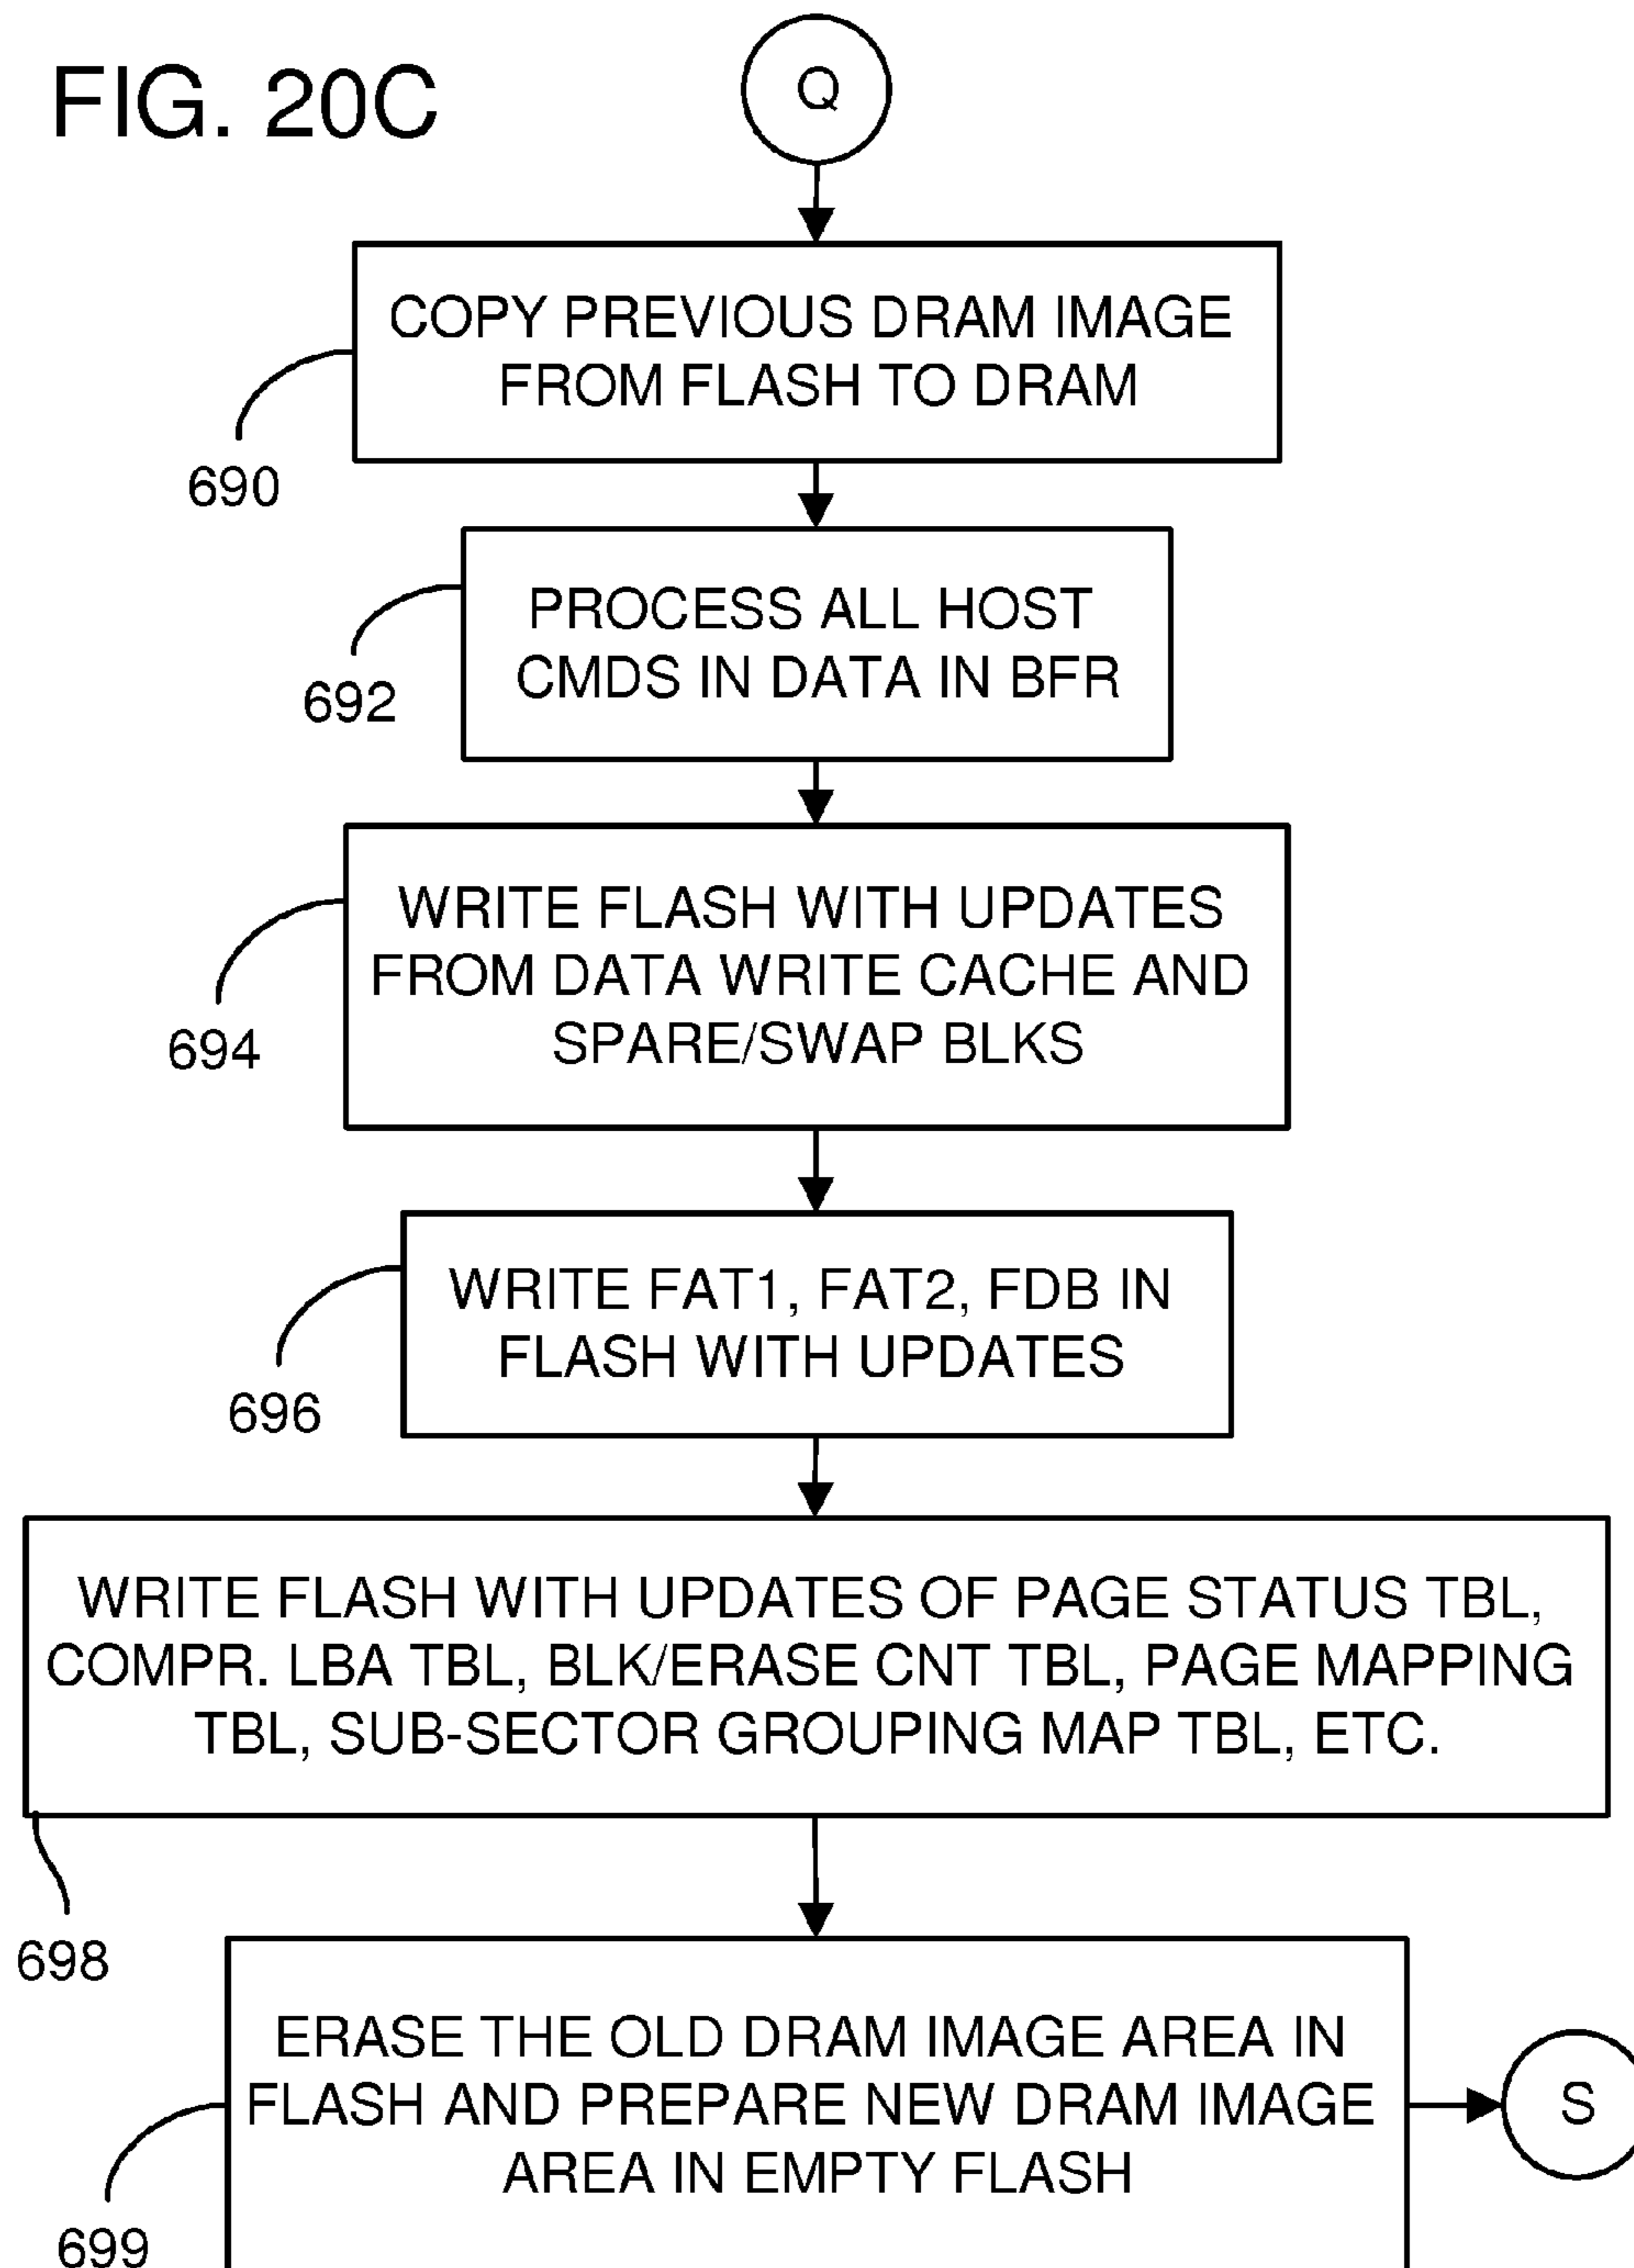 FIG. 20C
Q
COPY PREVIOUS DRAM IMAGE
FROM FLASH TO DRAM
690
PROCESS ALL HOST
CMDS IN DATA IN BFR
692
WRITE FLASH WITH UPDATES
FROM DATA WRITE CACHE AND
SPARE/SWAP BLKS
694
WRITE FAT1, FAT2, FDB IN
FLASH WITH UPDATES
696
WRITE FLASH WITH UPDATES OF PAGE STATUS TBL,
COMPR. LBA TBL, BLK/ERASE CNT TBL, PAGE MAPPING
TBL, SUB-SECTOR GROUPING MAP TBL, ETC.
698
ERASE THE OLD DRAM IMAGE AREA IN
FLASH AND PREPARE NEW DRAM IMAGE
AREA IN EMPTY FLASH
S
699